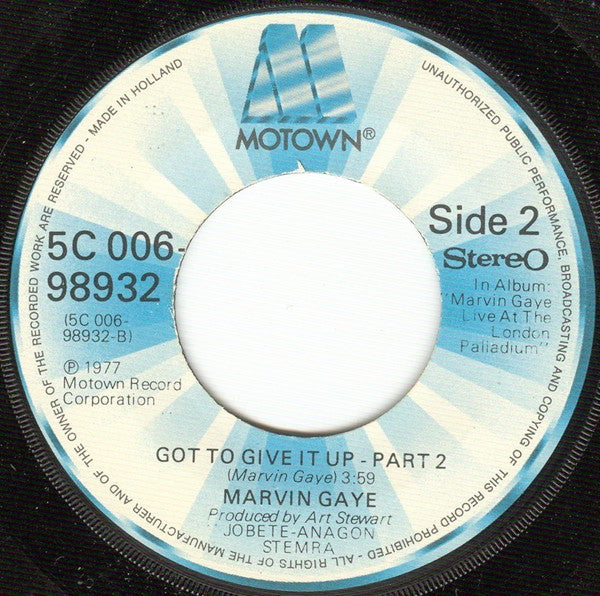 MOTOWN®
5C 006-
98932
(5C 006-
98932-B)
℗ 1977
Motown Record
Corporation
Side 2
Stereo
In Album:
"Marvin Gaye
Live At The
London
Palladium"
GOT TO GIVE IT UP - PART 2
(Marvin Gaye) 3:59
MARVIN GAYE
Produced by Art Stewart
JOBETE-ANAGON
STEMRA
UNAUTHORIZED PUBLIC PERFORMANCE, BROADCASTING AND COPYING OF THIS RECORD PROHIBITED - ALL RIGHTS OF THE MANUFACTURER AND OF THE OWNER OF THE RECORDED WORK ARE RESERVED - MADE IN HOLLAND